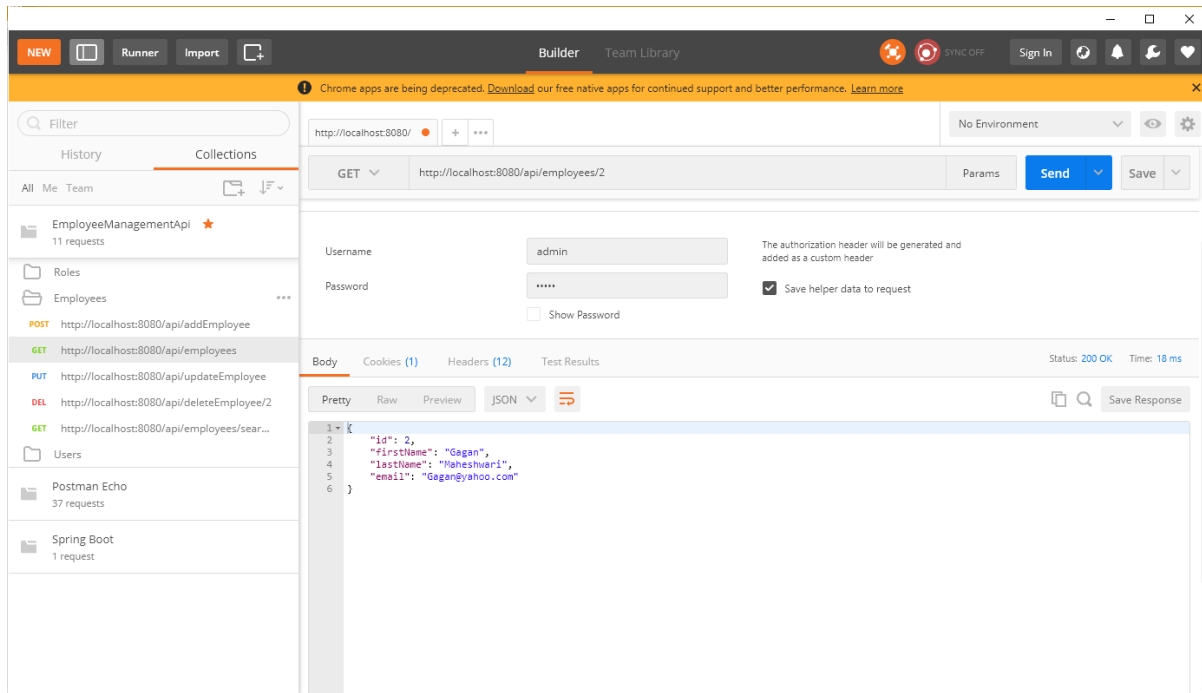 NEW Runner Import Builder Team Library SYNC OFF Sign In
Chrome apps are being deprecated. Download our free native apps for continued support and better performance. Learn more
Filter
History Collections
All Me Team
EmployeeManagementApi
11 requests
Roles
Employees
POST http://localhost:8080/api/addEmployee
GET http://localhost:8080/api/employees
PUT http://localhost:8080/api/updateEmployee
DEL http://localhost:8080/api/deleteEmployee/2
GET http://localhost:8080/api/employees/sear...
Users
Postman Echo
37 requests
Spring Boot
1 request
http://localhost:8080/
No Environment
GET http://localhost:8080/api/employees/2 Params Send Save
Username admin
The authorization header will be generated and
added as a custom header
Password •••••
Save helper data to request
Show Password
Body Cookies (1) Headers (12) Test Results Status: 200 OK Time: 18 ms
Pretty Raw Preview JSON Save Response
1 {
2 "id": 2,
3 "firstName": "Gagan",
4 "lastName": "Maheshwari",
5 "email": "Gagan@yahoo.com"
6 }